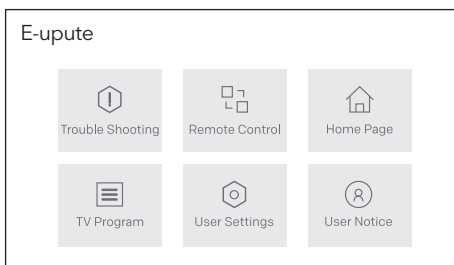 E-upute
Trouble Shooting Remote Control Home Page
TV Program User Settings User Notice